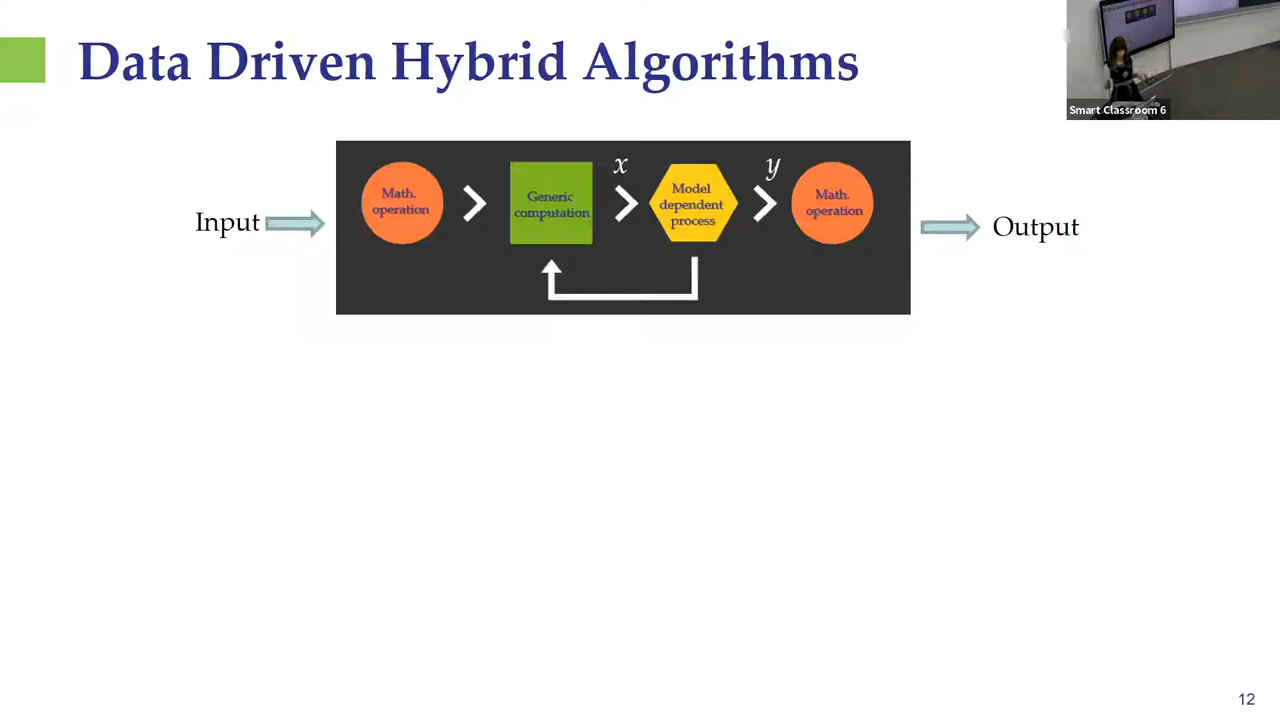 Data Driven Hybrid Algorithms
Smart Classroom 6
Input
Math.
operation
Generic
computation
x
Model
dependent
process
y
Math.
operation
Output
12